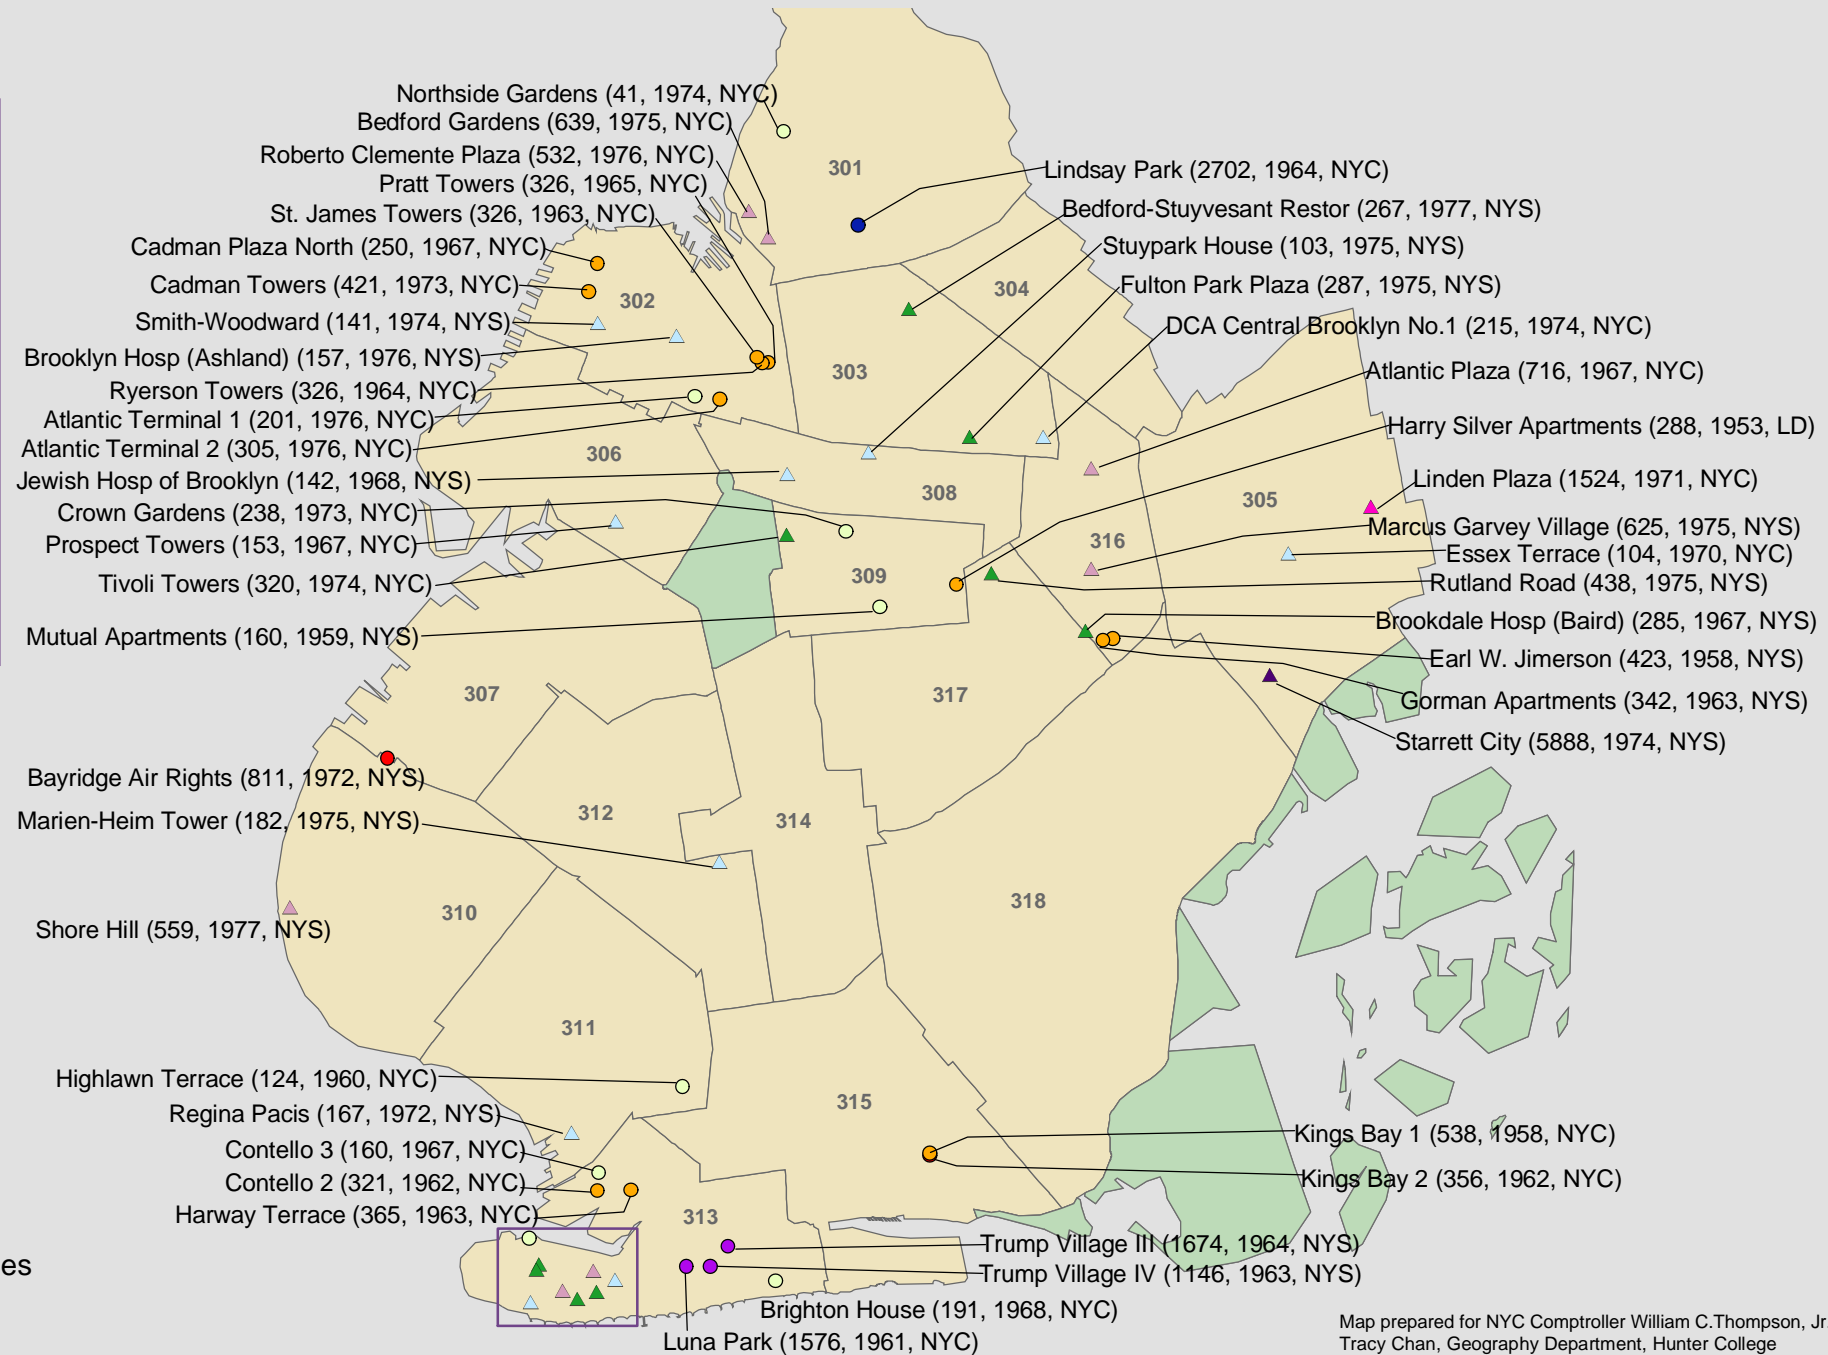 Northside Gardens (41, 1974, NYC)
Bedford Gardens (639, 1975, NYC)
Roberto Clemente Plaza (532, 1976, NYC)
Pratt Towers (326, 1965, NYC)
St. James Towers (326, 1963, NYC)
Cadman Plaza North (250, 1967, NYC)
Cadman Towers (421, 1973, NYC)
Smith-Woodward (141, 1974, NYS)
Brooklyn Hosp (Ashland) (157, 1976, NYS)
Ryerson Towers (326, 1964, NYC)
Atlantic Terminal 1 (201, 1976, NYC)
Atlantic Terminal 2 (305, 1976, NYC)
Jewish Hosp of Brooklyn (142, 1968, NYS)
Crown Gardens (238, 1973, NYC)
Prospect Towers (153, 1967, NYC)
Tivoli Towers (320, 1974, NYC)
Mutual Apartments (160, 1959, NYS)
Bayridge Air Rights (811, 1972, NYS)
Marien-Heim Tower (182, 1975, NYS)
Shore Hill (559, 1977, NYS)
Highlawn Terrace (124, 1960, NYC)
Regina Pacis (167, 1972, NYS)
Contello 3 (160, 1967, NYC)
Contello 2 (321, 1962, NYC)
Harway Terrace (365, 1963, NYC)
es
301
302
303
304
305
306
307
308
309
310
311
312
313
314
315
316
317
318
Lindsay Park (2702, 1964, NYC)
Bedford-Stuyvesant Restor (267, 1977, NYS)
Stuypark House (103, 1975, NYS)
Fulton Park Plaza (287, 1975, NYS)
DCA Central Brooklyn No.1 (215, 1974, NYC)
Atlantic Plaza (716, 1967, NYC)
Harry Silver Apartments (288, 1953, LD)
Linden Plaza (1524, 1971, NYC)
Marcus Garvey Village (625, 1975, NYS)
Essex Terrace (104, 1970, NYC)
Rutland Road (438, 1975, NYS)
Brookdale Hosp (Baird) (285, 1967, NYS)
Earl W. Jimerson (423, 1958, NYS)
Gorman Apartments (342, 1963, NYS)
Starrett City (5888, 1974, NYS)
Kings Bay 1 (538, 1958, NYC)
Kings Bay 2 (356, 1962, NYC)
Trump Village III (1674, 1964, NYS)
Trump Village IV (1146, 1963, NYS)
Brighton House (191, 1968, NYC)
Luna Park (1576, 1961, NYC)
Map prepared for NYC Comptroller William C.Thompson, Jr.
Tracy Chan, Geography Department, Hunter College